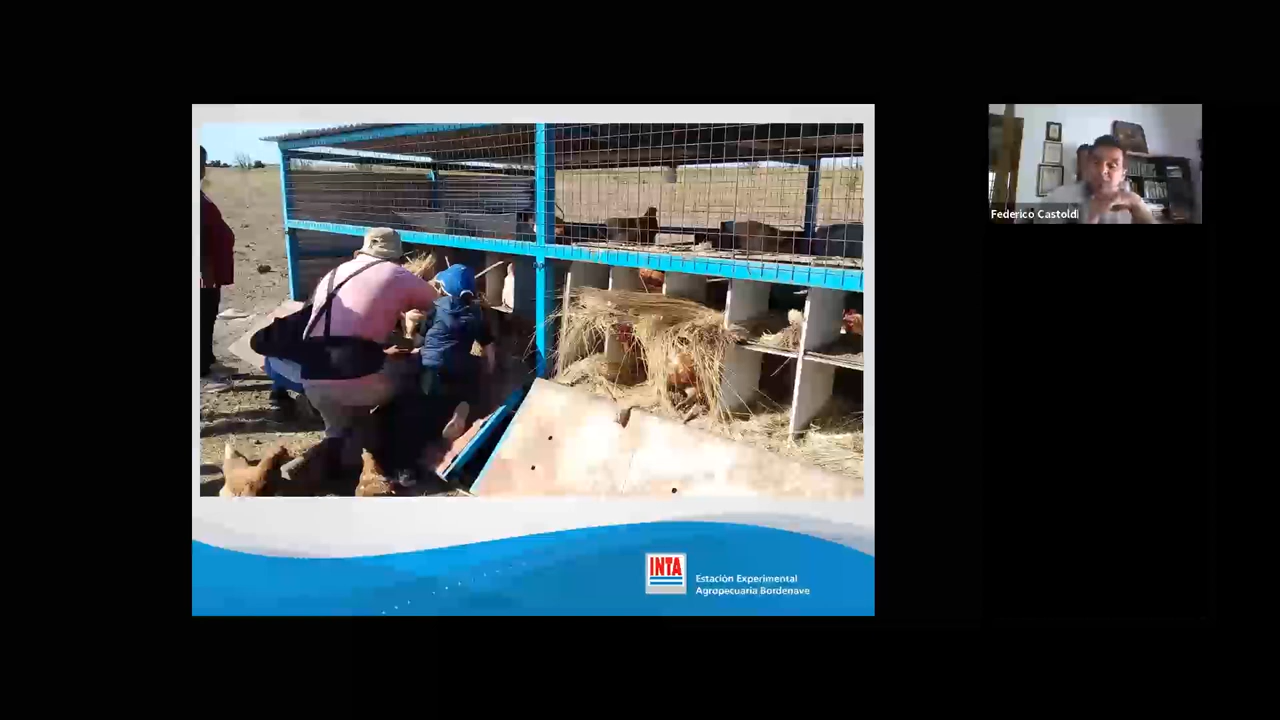 Federico Castoldi
INTA
Estación Experimental
Agropecuaria Bordenave